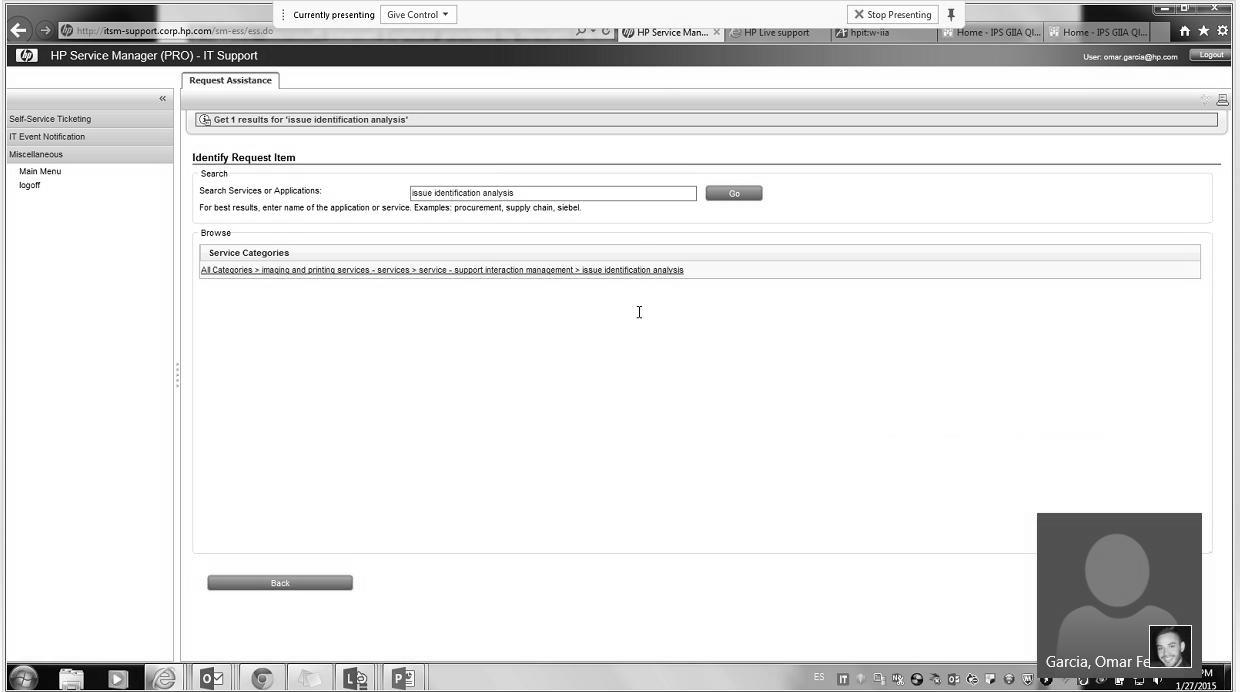 Currently presenting Give Control Stop Presenting
http://itsm-support.corp.hp.com/sm-ess/ess.do HP Service Man... HP Live support hpit:w-iia Home - IPS GIIA QI... Home - IPS GIIA QI...
hp HP Service Manager (PRO) - IT Support User: omar.garcia@hp.com Logout
Request Assistance
«
Self-Service Ticketing
Get 1 results for 'issue identification analysis'
IT Event Notification
Miscellaneous
Main Menu
logoff
Identify Request Item
Search
Search Services or Applications: issue identification analysis Go
For best results, enter name of the application or service. Examples: procurement, supply chain, siebel.
Browse
Service Categories
All Categories > imaging and printing services - services > service - support interaction management > issue identification analysis
Back
Garcia, Omar Fe
ES IT PM
1/27/2015